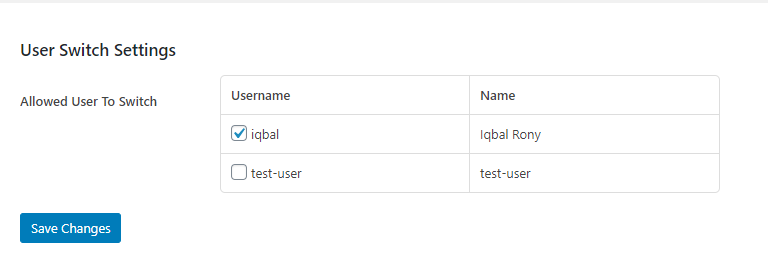 User Switch Settings
Allowed User To Switch
Username Name
iqbal Iqbal Rony
test-user test-user
Save Changes